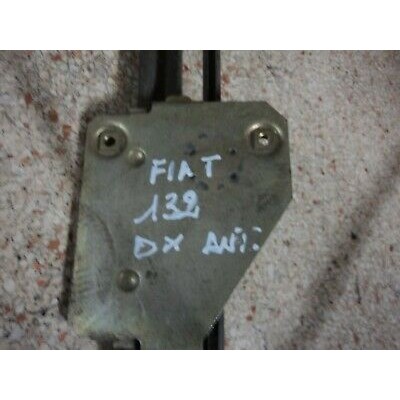 FIAT
132
DX ANT.